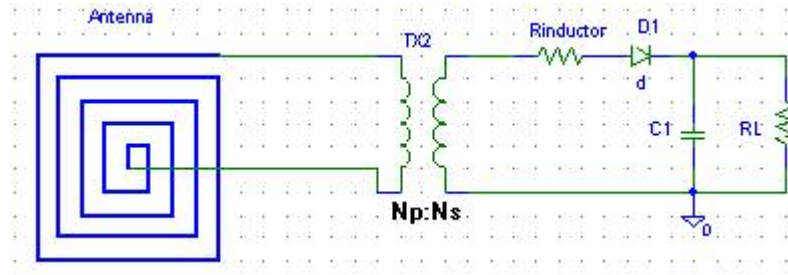 Antenna
TX2
Rinductor
D1
d
C1
RL
Np:Ns
0